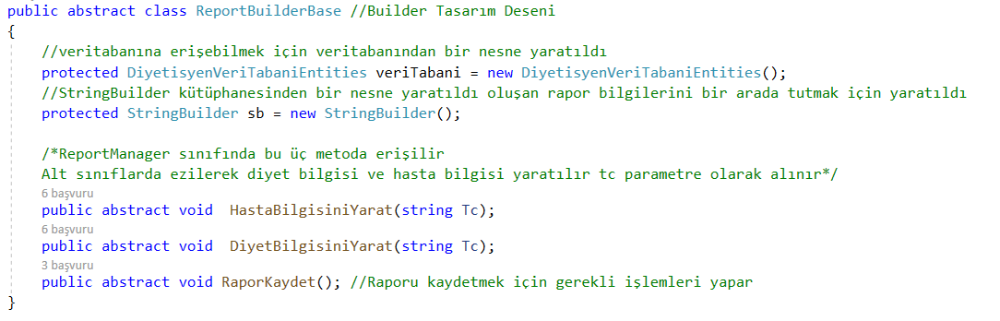 public abstract class ReportBuilderBase //Builder Tasarım Deseni
{
//veritabanına erişebilmek için veritabanından bir nesne yaratıldı
protected DiyetisyenVeriTabaniEntities veriTabani = new DiyetisyenVeriTabaniEntities();
//StringBuilder kütüphanesinden bir nesne yaratıldı oluşan rapor bilgilerini bir arada tutmak için yaratıldı
protected StringBuilder sb = new StringBuilder();
/*ReportManager sınıfında bu üç metoda erişilir
Alt sınıflarda ezilerek diyet bilgisi ve hasta bilgisi yaratılır tc parametre olarak alınır*/
6 başvuru
public abstract void  HastaBilgisiniYarat(string Tc);
6 başvuru
public abstract void  DiyetBilgisiniYarat(string Tc);
3 başvuru
public abstract void RaporKaydet(); //Raporu kaydetmek için gerekli işlemleri yapar
}